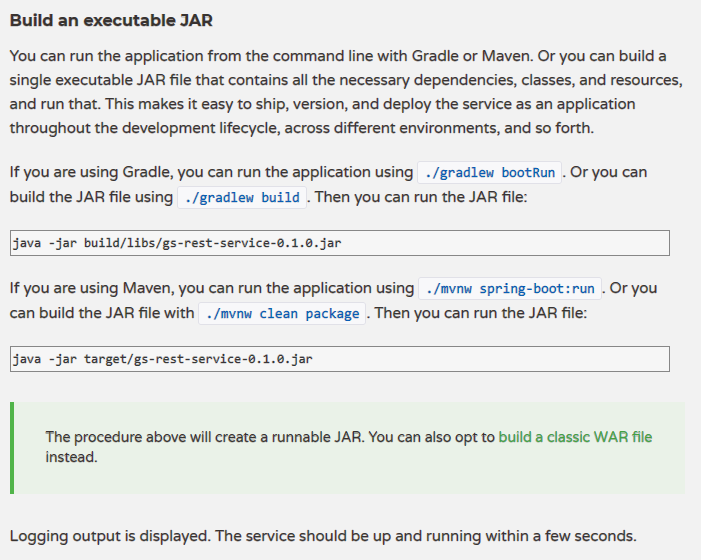 Build an executable JAR
You can run the application from the command line with Gradle or Maven. Or you can build a
single executable JAR file that contains all the necessary dependencies, classes, and resources,
and run that. This makes it easy to ship, version, and deploy the service as an application
throughout the development lifecycle, across different environments, and so forth.
If you are using Gradle, you can run the application using ./gradlew bootRun. Or you can
build the JAR file using ./gradlew build. Then you can run the JAR file:
java -jar build/libs/gs-rest-service-0.1.0.jar
If you are using Maven, you can run the application using ./mvnw spring-boot:run. Or you
can build the JAR file with ./mvnw clean package. Then you can run the JAR file:
java -jar target/gs-rest-service-0.1.0.jar
The procedure above will create a runnable JAR. You can also opt to build a classic WAR file
instead.
Logging output is displayed. The service should be up and running within a few seconds.